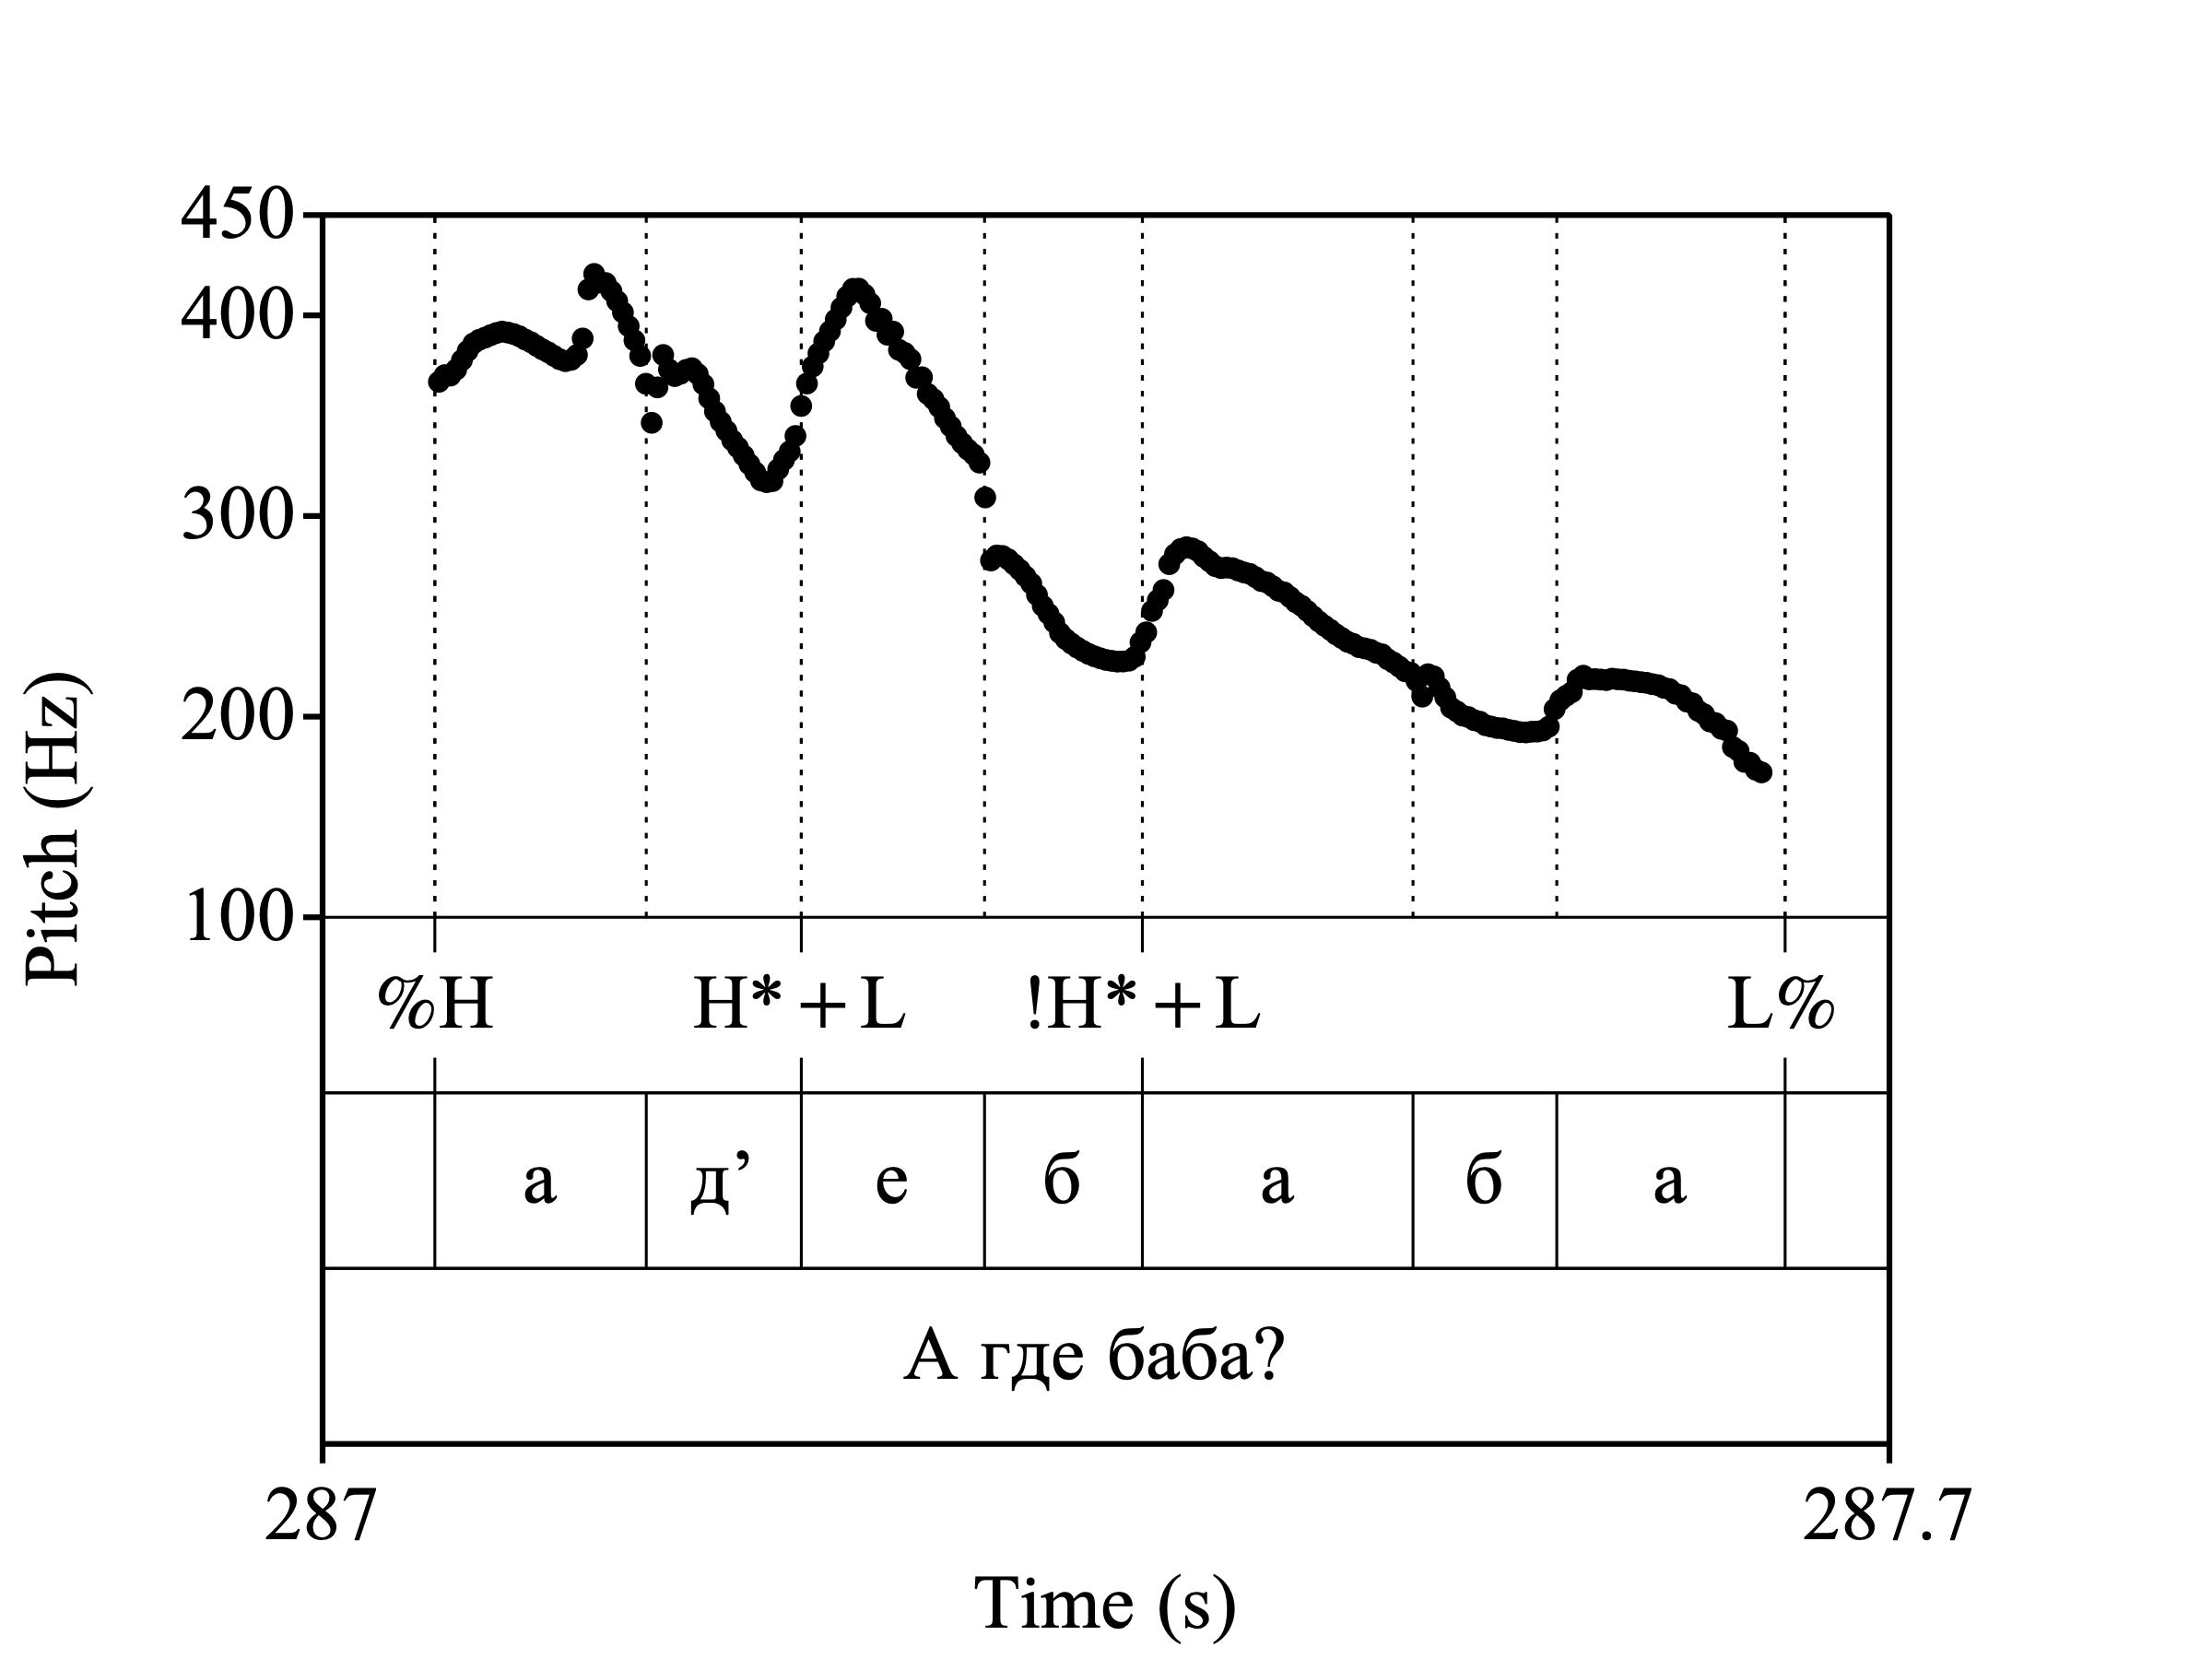 450
400
300
200
100
Pitch (Hz)
%H H*+L !H*+L L%
а д’ е б а б а
А где баба?
287 287.7
Time (s)